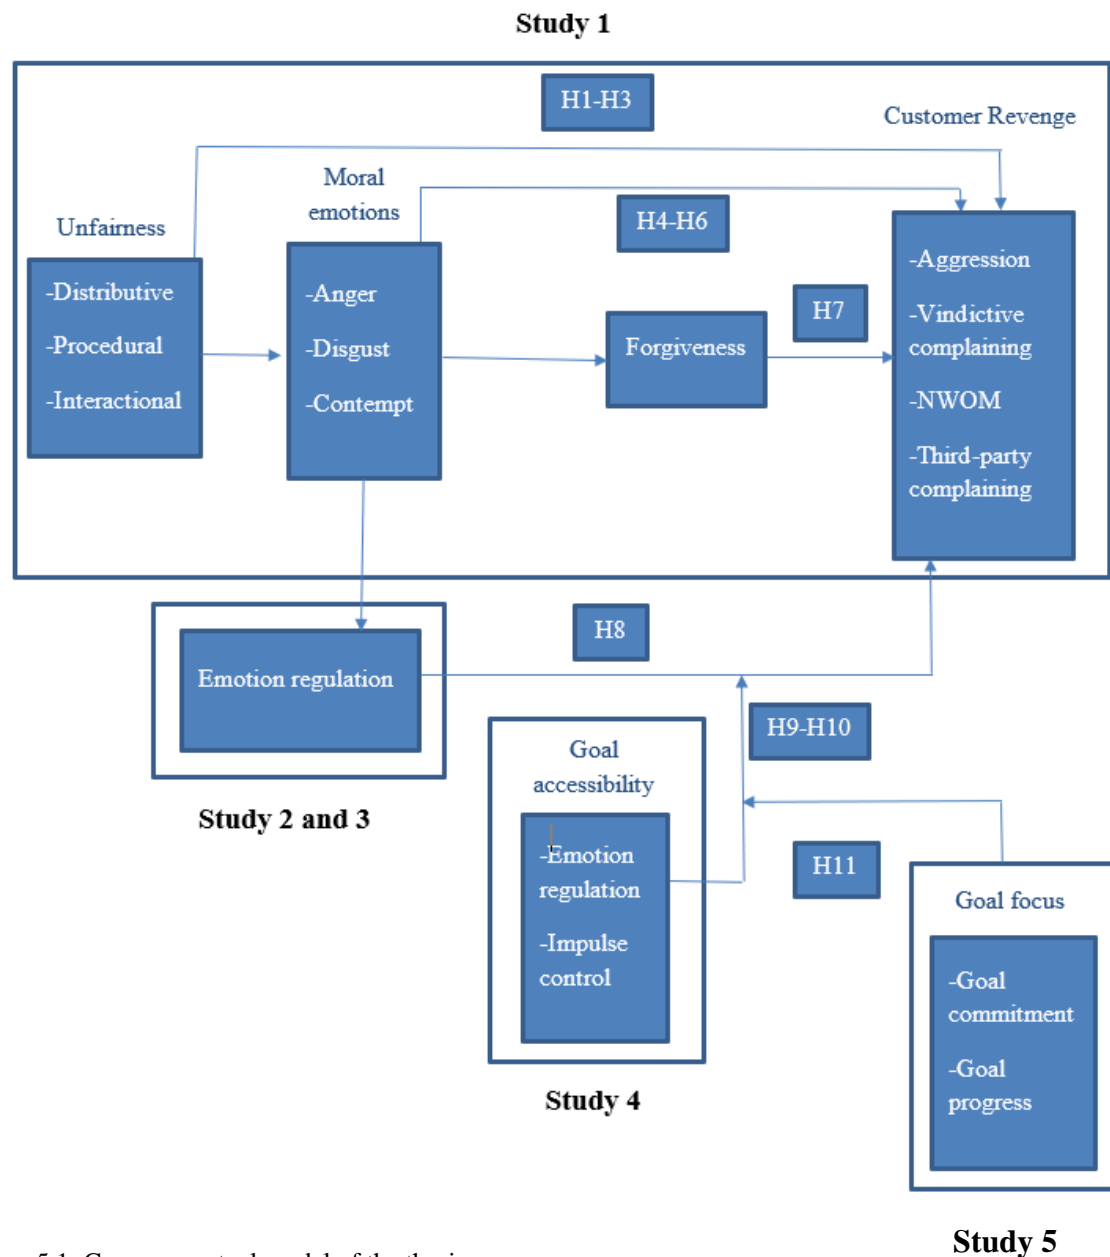 Study 1
H1-H3
Customer Revenge
Moral
emotions
H4-H6
Unfairness
-Distributive
-Procedural
-Interactional
-Anger
-Disgust
-Contempt
Forgiveness
H7
-Aggression
-Vindictive
complaining
-NWOM
-Third-party
complaining
H8
Emotion regulation
Study 2 and 3
H9-H10
Goal
accessibility
-Emotion
regulation
-Impulse
control
Study 4
H11
Goal focus
-Goal
commitment
-Goal
progress
Study 5
5.1